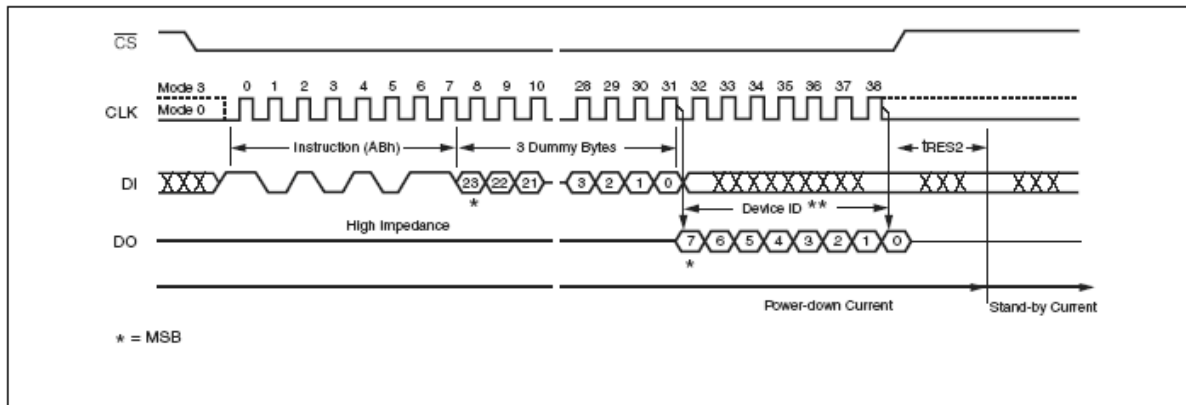 CS
Mode 3 0 1 2 3 4 5 6 7 8 9 10 28 29 30 31 32 33 34 35 36 37 38
CLK Mode 0
Instruction (ABh) 3 Dummy Bytes tRES2
DI 23 22 21 3 2 1 0
* Device ID **
High Impedance
DO 7 6 5 4 3 2 1 0
*
Power-down Current Stand-by Current
* = MSB